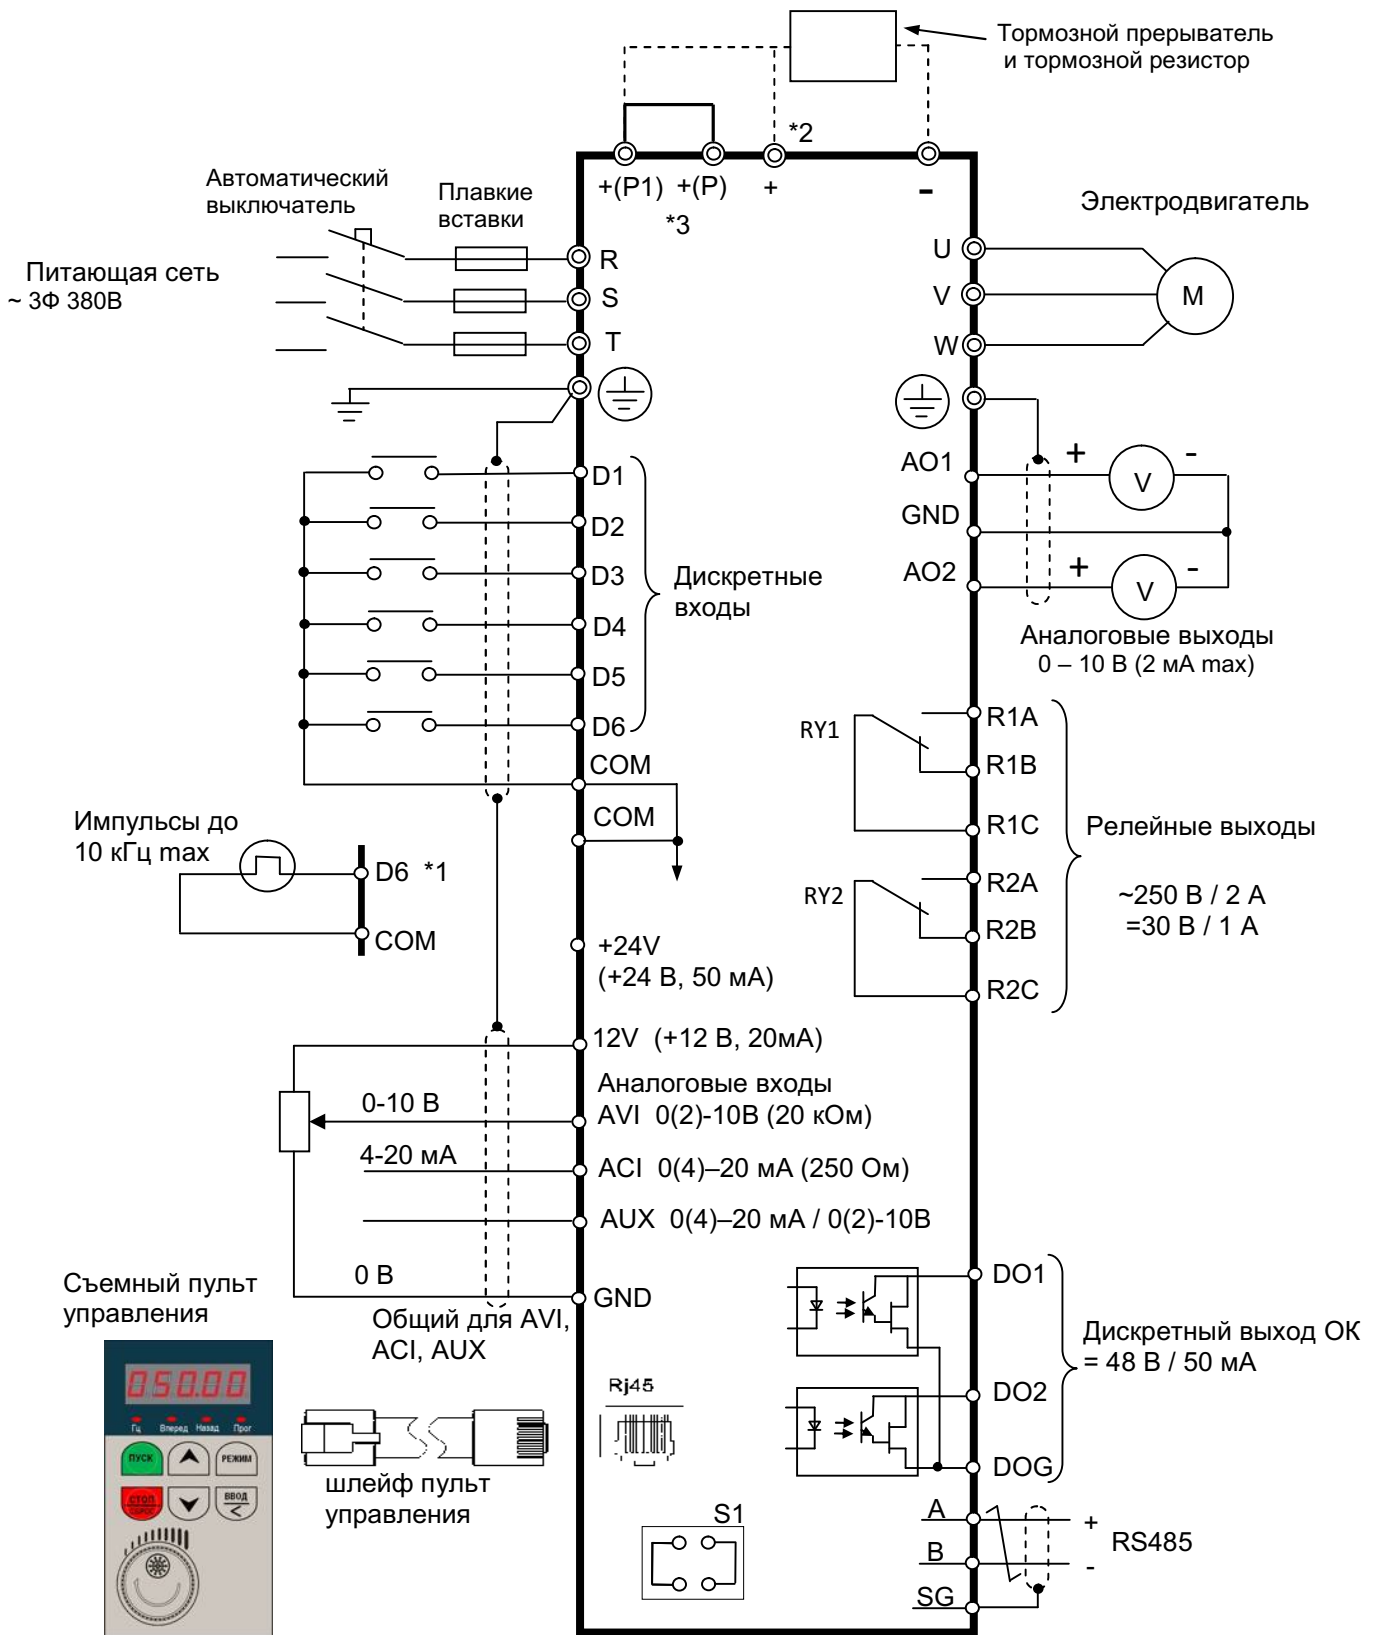 Тормозной прерыватель
и тормозной резистор
*2
+(P1) +(P) + -
*3
Автоматический
выключатель
Плавкие
вставки
Электродвигатель
Питающая сеть
~ 3Ф 380В
R
S
T
U
V
W
M
D1
D2
D3
D4
D5
D6
Дискретные
входы
COM
COM
AO1
GND
AO2
+ -
V
+ -
V
Аналоговые выходы
0 – 10 В (2 мА max)
RY1
R1A
R1B
R1C
RY2
R2A
R2B
R2C
Релейные выходы
~250 В / 2 А
=30 В / 1 А
Импульсы до
10 кГц max
D6 *1
COM
+24V
(+24 В, 50 мА)
12V (+12 В, 20мА)
Аналоговые входы
0-10 В
AVI 0(2)-10В (20 кОм)
4-20 мА
ACI 0(4)–20 мА (250 Ом)
AUX 0(4)–20 мА / 0(2)-10В
0 В
GND
Общий для AVI,
ACI, AUX
Съемный пульт
управления
050.00
Гц Вперед Назад Прог
ПУСК
РЕЖИМ
СТОП
СБРОС
ВВОД
<
шлейф пульт
управления
Rj45
S1
DO1
DO2
DOG
Дискретный выход ОК
= 48 В / 50 мА
A
B
SG
+
-
RS485